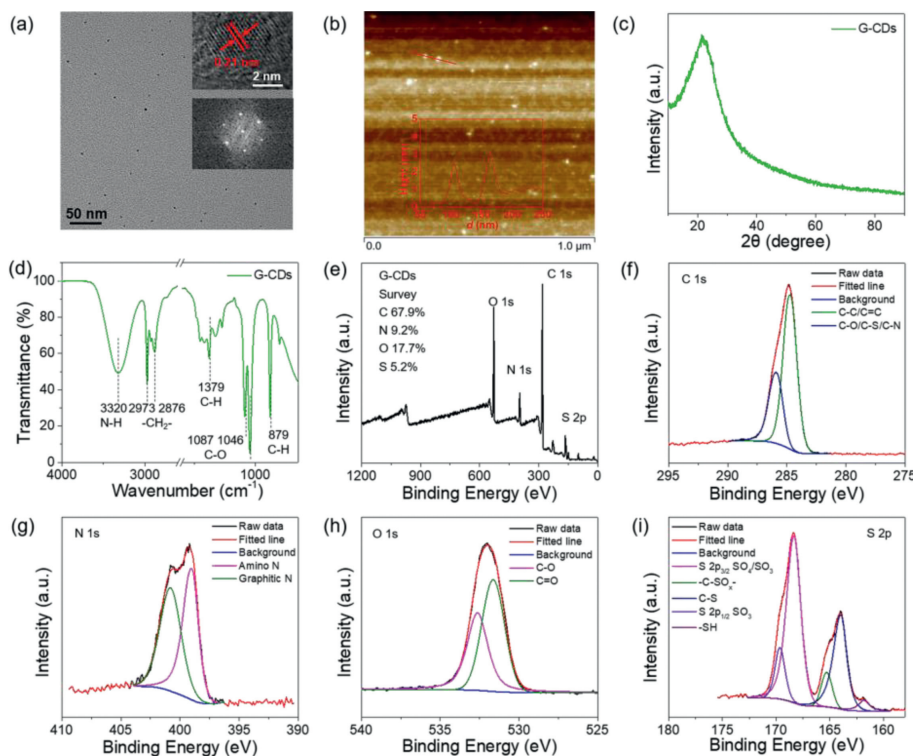 (a)
0.21 nm
2 nm
50 nm
(b)
5
d (nm)
0.0
1.0 µm
(c)
G-CDs
Intensity (a.u.)
20 40 60 80
2θ (degree)
(d)
G-CDs
Transmittance (%)
100
80
60
40
20
0
3320
N-H
2973 2876
-CH₂-
1379
C-H
1087 1046
C-O
879
C-H
4000 3000 2000 1000
Wavenumber (cm⁻¹)
(e)
G-CDs
Survey
C 67.9%
N 9.2%
O 17.7%
S 5.2%
C 1s
O 1s
N 1s
S 2p
Intensity (a.u.)
1200 900 600 300 0
Binding Energy (eV)
(f)
C 1s
Raw data
Fitted line
Background
C-C/C=C
C-O/C-S/C-N
Intensity (a.u.)
295 290 285 280 275
Binding Energy (eV)
(g)
N 1s
Raw data
Fitted line
Background
Amino N
Graphitic N
Intensity (a.u.)
410 405 400 395 390
Binding Energy (eV)
(h)
O 1s
Raw data
Fitted line
Background
C-O
C=O
Intensity (a.u.)
540 535 530 525
Binding Energy (eV)
(i)
S 2p
Raw data
Fitted line
Background
S 2p₃/₂ SOₓ/SO₃
-C-SOₓ-
C-S
S 2p₁/₂ SO₃
-SH
Intensity (a.u.)
180 175 170 165 160
Binding Energy (eV)